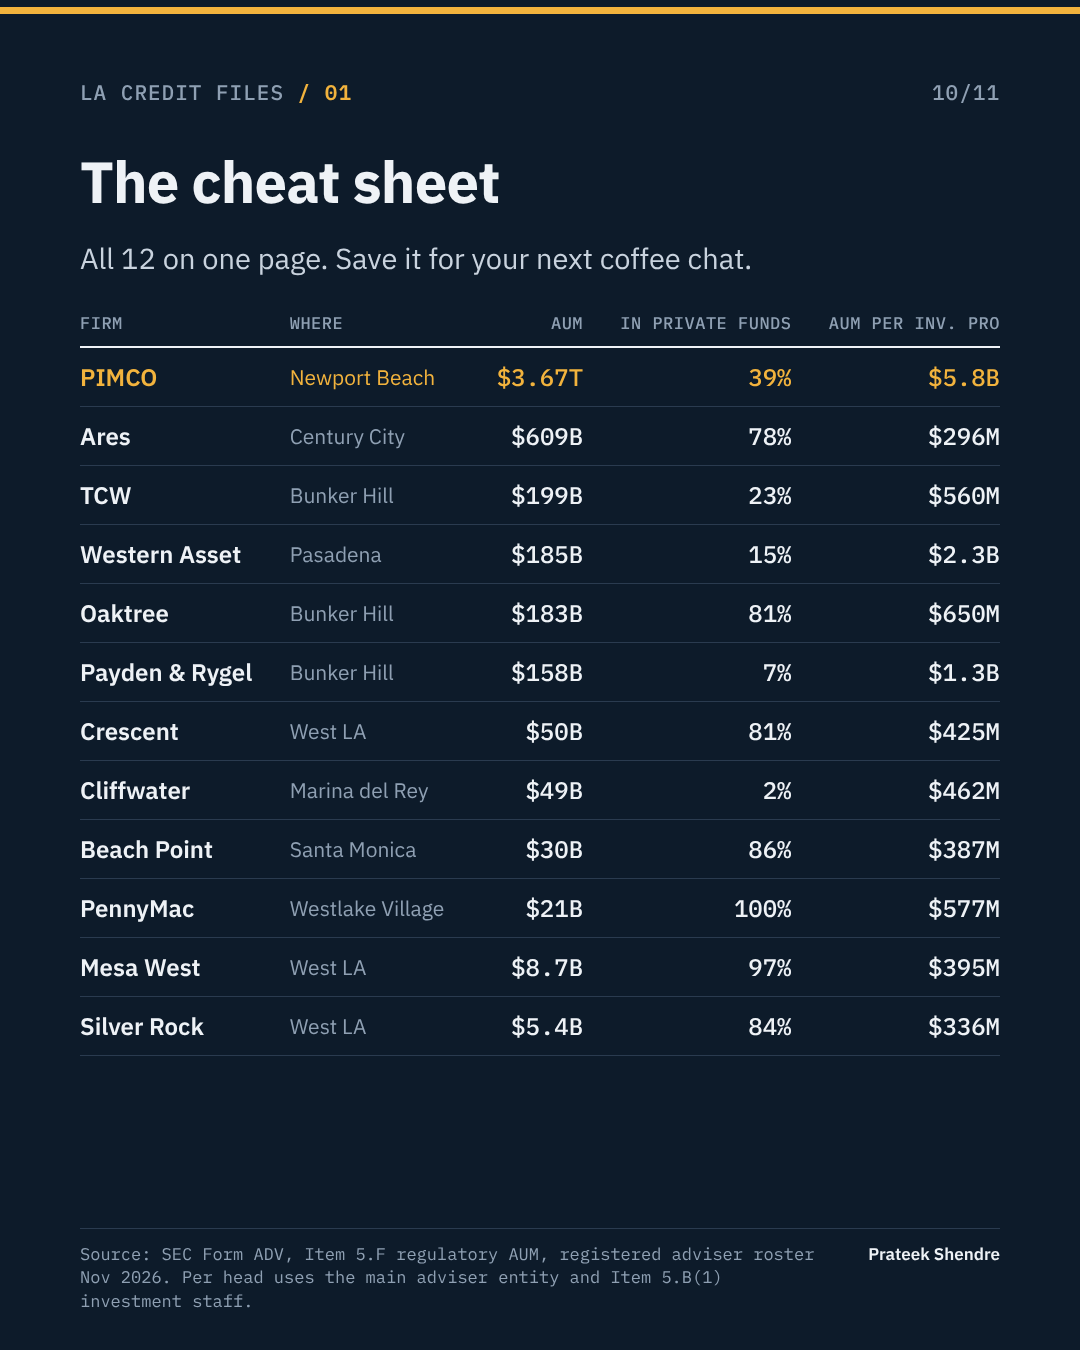 LA CREDIT FILES / 01 10/11
The cheat sheet
All 12 on one page. Save it for your next coffee chat.
FIRM WHERE AUM IN PRIVATE FUNDS AUM PER INV. PRO
PIMCO Newport Beach $3.67T 39% $5.8B
Ares Century City $609B 78% $296M
TCW Bunker Hill $199B 23% $560M
Western Asset Pasadena $185B 15% $2.3B
Oaktree Bunker Hill $183B 81% $650M
Payden & Rygel Bunker Hill $158B 7% $1.3B
Crescent West LA $50B 81% $425M
Cliffwater Marina del Rey $49B 2% $462M
Beach Point Santa Monica $30B 86% $387M
PennyMac Westlake Village $21B 100% $577M
Mesa West West LA $8.7B 97% $395M
Silver Rock West LA $5.4B 84% $336M
Source: SEC Form ADV, Item 5.F regulatory AUM, registered adviser roster Prateek Shendre
Nov 2026. Per head uses the main adviser entity and Item 5.B(1)
investment staff.